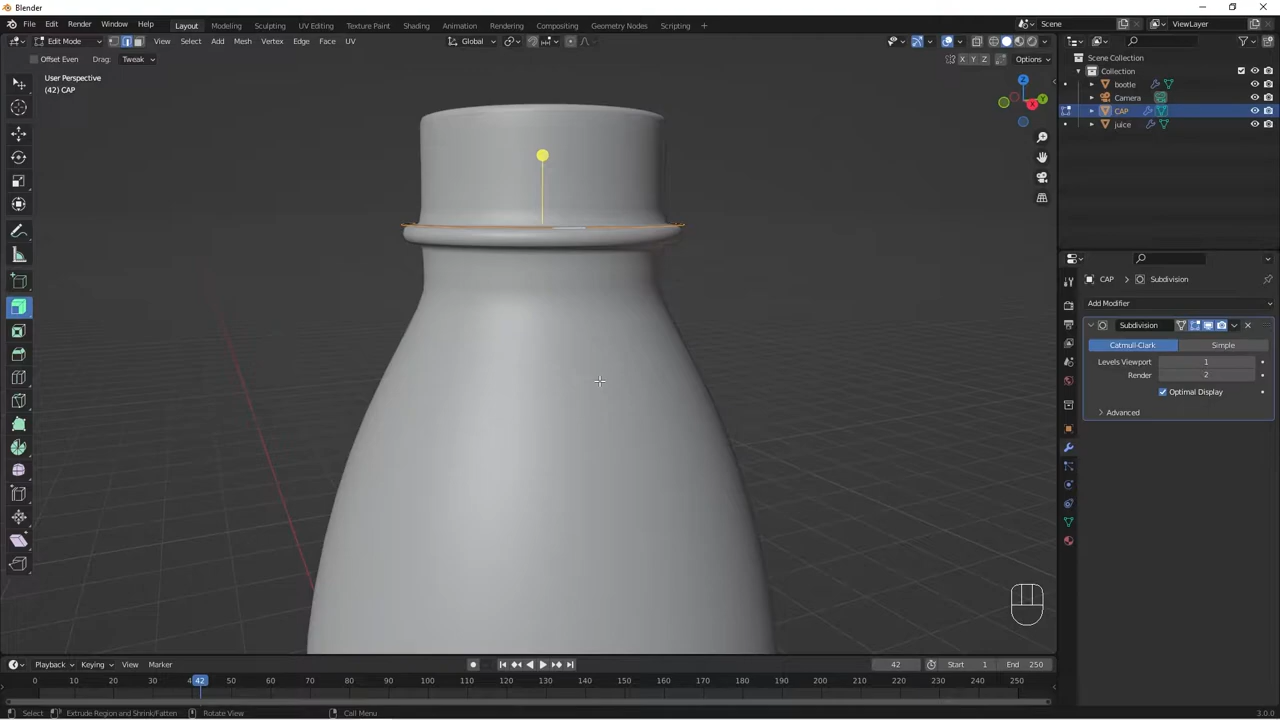 Blender
File Edit Render Window Help Layout Modeling Sculpting UV Editing Texture Paint Shading Animation Rendering Compositing Geometry Nodes Scripting + Scene ViewLayer
Edit Mode View Select Add Mesh Vertex Edge Face UV Global
Offset Even Drag: Tweak X Y Z Options
User Perspective
(42) CAP
Z
Y
X
Scene Collection
Collection
bootle
Camera
CAP
juice
CAP > Subdivision
Add Modifier
Subdivision
Catmull-Clark Simple
Levels Viewport 1
Render 2
Optimal Display
Advanced
Playback Keying View Marker 42 Start 1 End 250
0 10 20 30 4 42 50 60 70 80 90 100 110 120 130 140 150 160 170 180 190 200 210 220 230 240 250
Select Extrude Region and Shrink/Fatten Rotate View Call Menu 3.0.0